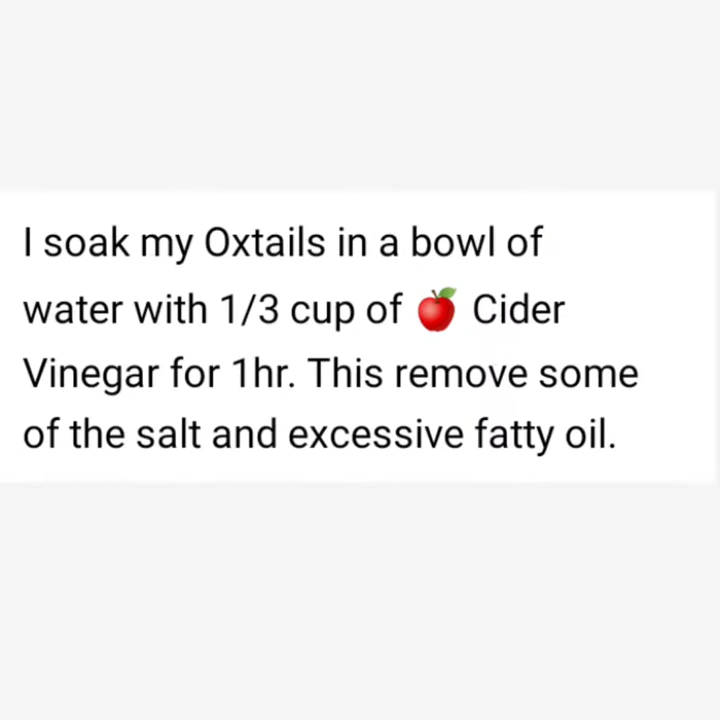 I soak my Oxtails in a bowl of
water with 1/3 cup of 🍎 Cider
Vinegar for 1hr. This remove some
of the salt and excessive fatty oil.